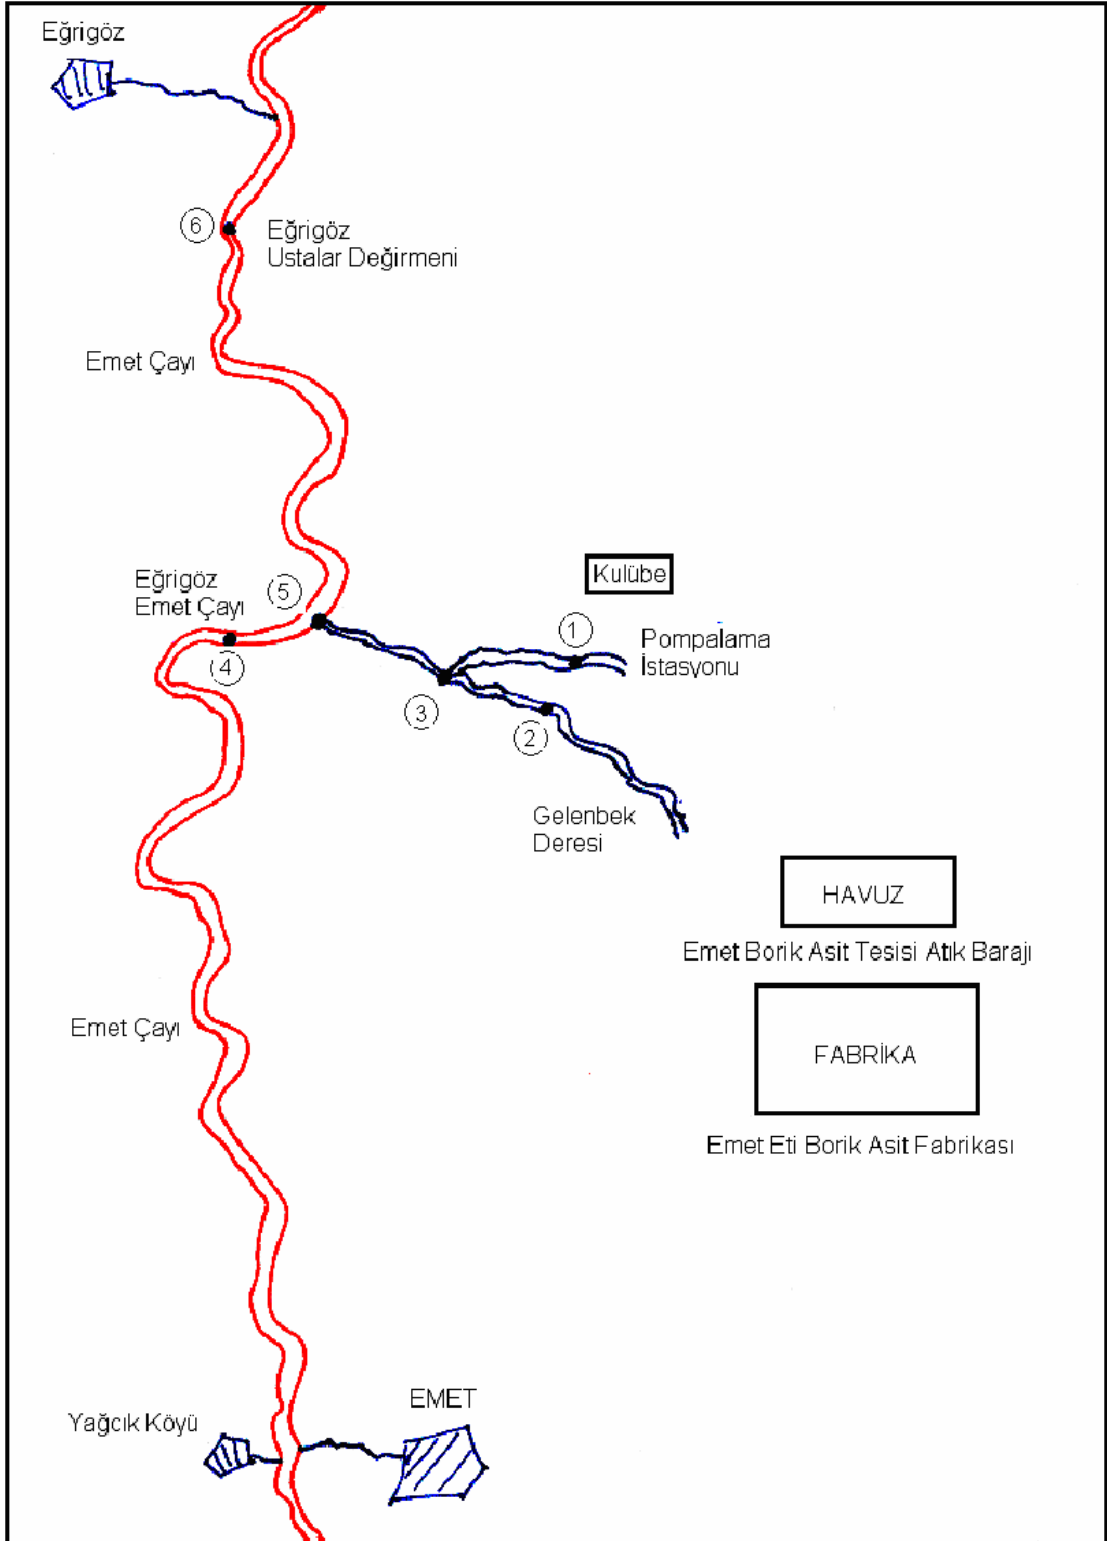 Eğrigöz
6
Eğrigöz
Ustalar Değirmeni
Emet Çayı
Kulübe
Eğrigöz
Emet Çayı
5
1
Pompalama
İstasyonu
4
3
2
Gelenbek
Deresi
HAVUZ
Emet Borik Asit Tesisi Atık Barajı
Emet Çayı
FABRİKA
Emet Eti Borik Asit Fabrikası
EMET
Yağcık Köyü